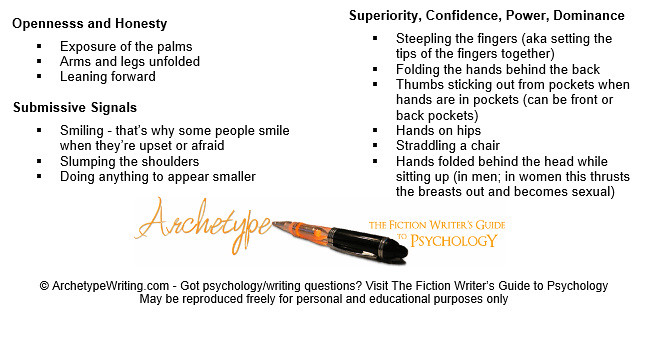 Opennesss and Honesty
▪ Exposure of the palms
▪ Arms and legs unfolded
▪ Leaning forward
Submissive Signals
▪ Smiling - that's why some people smile
when they're upset or afraid
▪ Slumping the shoulders
▪ Doing anything to appear smaller
Superiority, Confidence, Power, Dominance
▪ Steepling the fingers (aka setting the
tips of the fingers together)
▪ Folding the hands behind the back
▪ Thumbs sticking out from pockets when
hands are in pockets (can be front or
back pockets)
▪ Hands on hips
▪ Straddling a chair
▪ Hands folded behind the head while
sitting up (in men; in women this thrusts
the breasts out and becomes sexual)
Archetype
THE FICTION WRITER'S GUIDE
TO PSYCHOLOGY
© ArchetypeWriting.com - Got psychology/writing questions? Visit The Fiction Writer's Guide to Psychology
May be reproduced freely for personal and educational purposes only